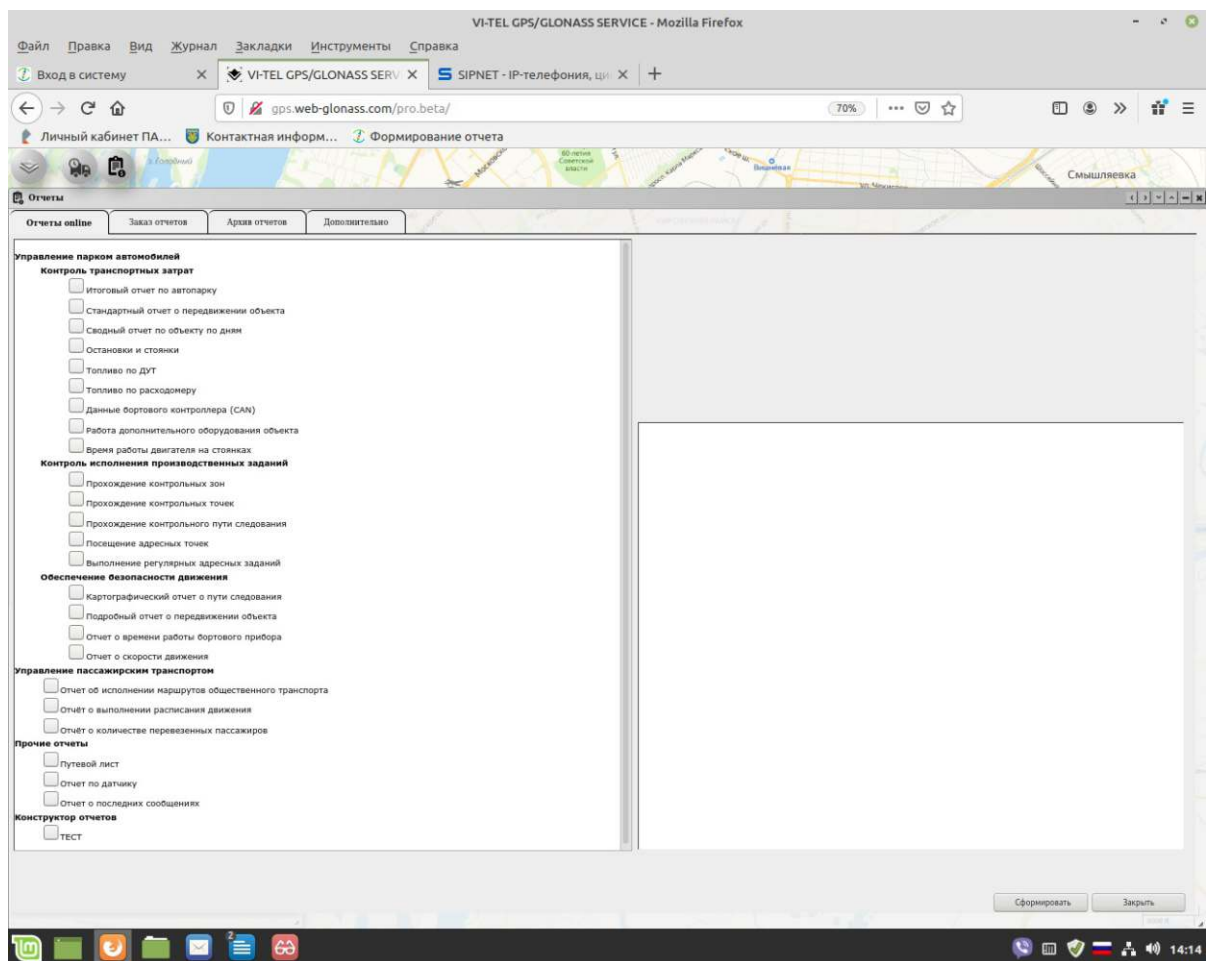 VI-TEL GPS/GLONASS SERVICE - Mozilla Firefox
Файл Правка Вид Журнал Закладки Инструменты Справка
Вход в систему
VI-TEL GPS/GLONASS SERV
SIPNET - IP-телефония, ци
gps.web-glonass.com/pro.beta/
70%
Личный кабинет ПА...
Контактная информ...
Формирование отчета
60-летия Советской власти
Смышляевка
Отчеты
Отчеты online
Заказ отчетов
Архив отчетов
Дополнительно
Управление парком автомобилей
Контроль транспортных затрат
Итоговый отчет по автопарку
Стандартный отчет о передвижении объекта
Сводный отчет по объекту по дням
Остановки и стоянки
Топливо по ДУТ
Топливо по расходомеру
Данные бортового контроллера (CAN)
Работа дополнительного оборудования объекта
Время работы двигателя на стоянках
Контроль исполнения производственных заданий
Прохождение контрольных зон
Прохождение контрольных точек
Прохождение контрольного пути следования
Посещение адресных точек
Выполнение регулярных адресных заданий
Обеспечение безопасности движения
Картографический отчет о пути следования
Подробный отчет о передвижении объекта
Отчет о времени работы бортового прибора
Отчет о скорости движения
Управление пассажирским транспортом
Отчет об исполнении маршрутов общественного транспорта
Отчёт о выполнении расписания движения
Отчёт о количестве перевезенных пассажиров
Прочие отчеты
Путевой лист
Отчет по датчику
Отчет о последних сообщениях
Конструктор отчетов
ТЕСТ
Сформировать
Закрыть
2
14:14